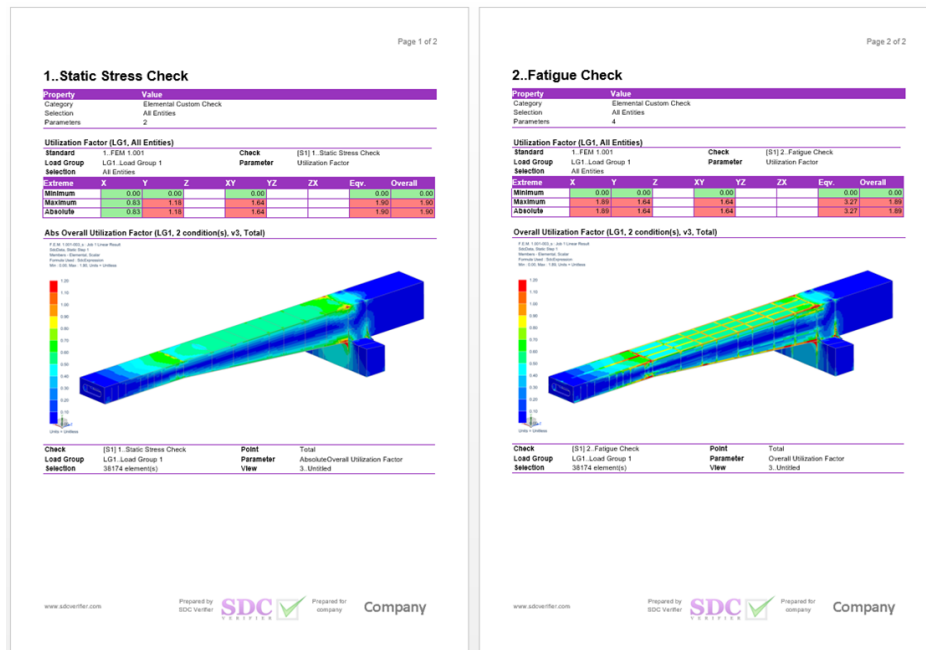 Page 1 of 2
1..Static Stress Check
Property Value
Category Elemental Custom Check
Selection All Entities
Parameters 2
Utilization Factor (LG1, All Entities)
Standard 1..FEM 1.001 Check [S1] 1..Static Stress Check
Load Group LG1..Load Group 1 Parameter Utilization Factor
Selection All Entities
Extreme X Y Z XY YZ ZX Eqv. Overall
Minimum 0.00 0.00 0.00 0.00 0.00
Maximum 0.83 1.18 1.64 1.90 1.90
Absolute 0.83 1.18 1.64 1.90 1.90
Abs Overall Utilization Factor (LG1, 2 condition(s), v3, Total)
Units = Unitless
Check [S1] 1..Static Stress Check Point Total
Load Group LG1..Load Group 1 Parameter AbsoluteOverall Utilization Factor
Selection 38174 element(s) View 3..Untitled
www.sdcverifier.com Prepared by SDC Verifier SDC VERIFIER Prepared for company Company
Page 2 of 2
2..Fatigue Check
Property Value
Category Elemental Custom Check
Selection All Entities
Parameters 4
Utilization Factor (LG1, All Entities)
Standard 1..FEM 1.001 Check [S1] 2..Fatigue Check
Load Group LG1..Load Group 1 Parameter Utilization Factor
Selection All Entities
Extreme X Y Z XY YZ ZX Eqv. Overall
Minimum 0.00 0.00 0.00 0.00 0.00
Maximum 1.89 1.64 1.64 3.27 1.89
Absolute 1.89 1.64 1.64 3.27 1.89
Overall Utilization Factor (LG1, 2 condition(s), v3, Total)
Units = Unitless
Check [S1] 2..Fatigue Check Point Total
Load Group LG1..Load Group 1 Parameter Overall Utilization Factor
Selection 38174 element(s) View 3..Untitled
www.sdcverifier.com Prepared by SDC Verifier SDC VERIFIER Prepared for company Company